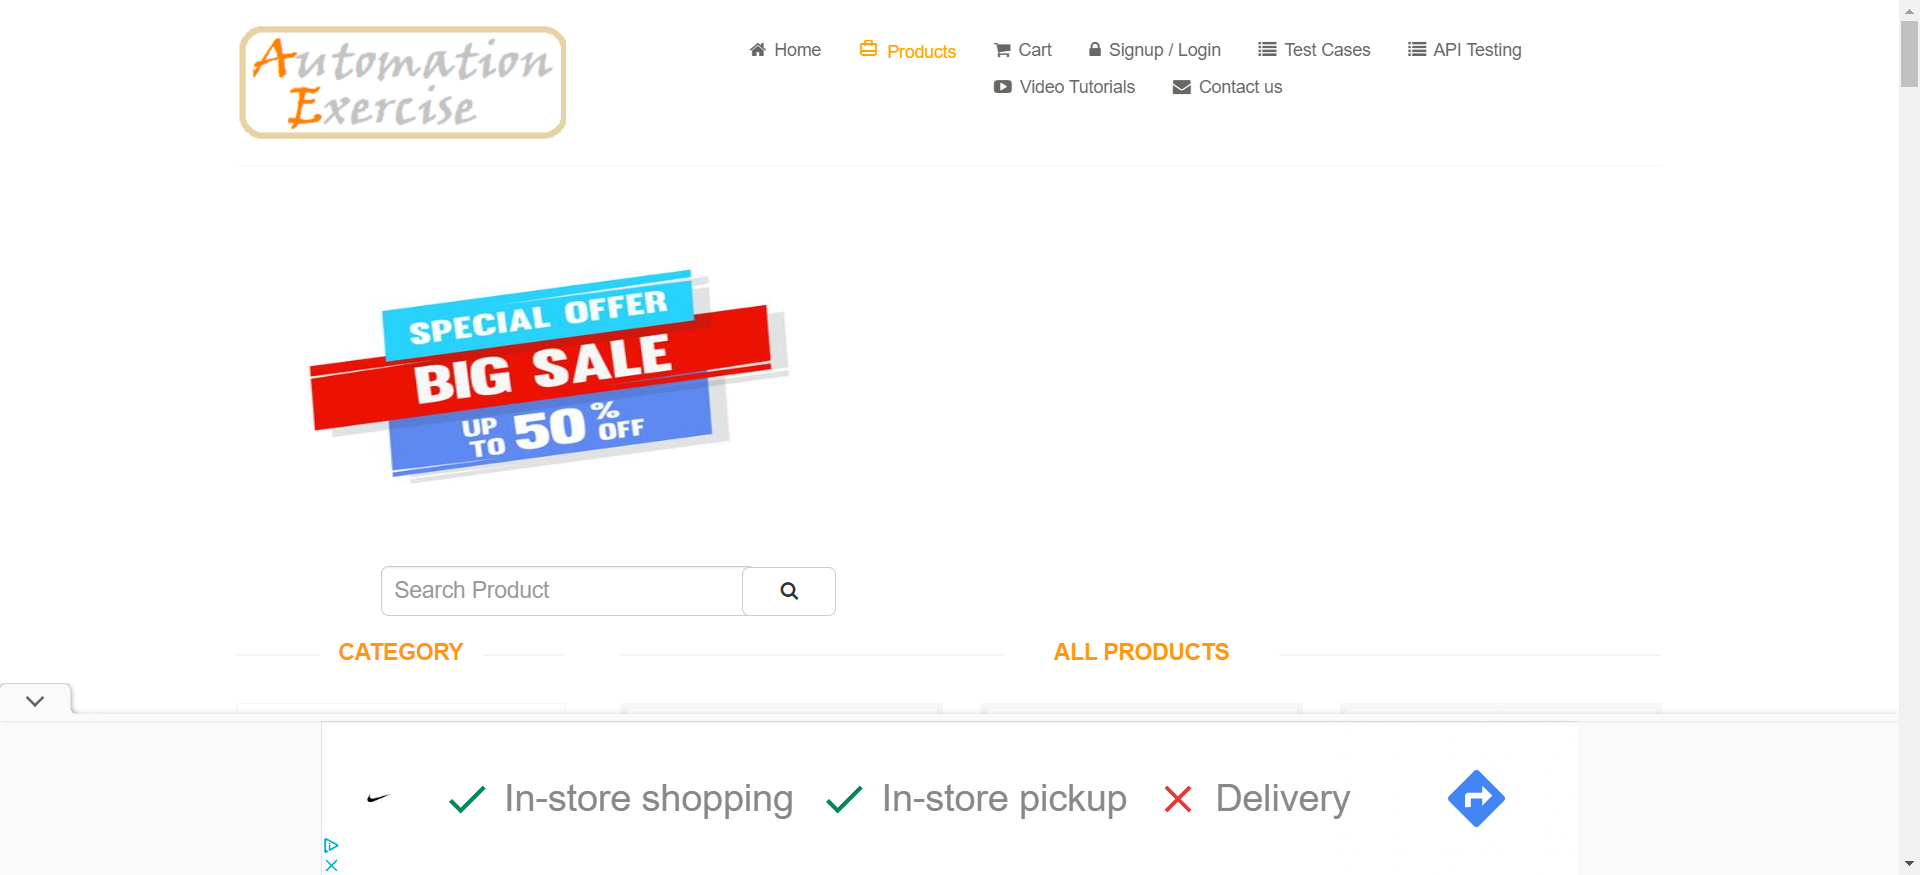 Automation
Exercise
Home Products Cart Signup / Login Test Cases API Testing
Video Tutorials Contact us
SPECIAL OFFER
BIG SALE
UP TO 50% OFF
Search Product
CATEGORY
ALL PRODUCTS
In-store shopping In-store pickup Delivery